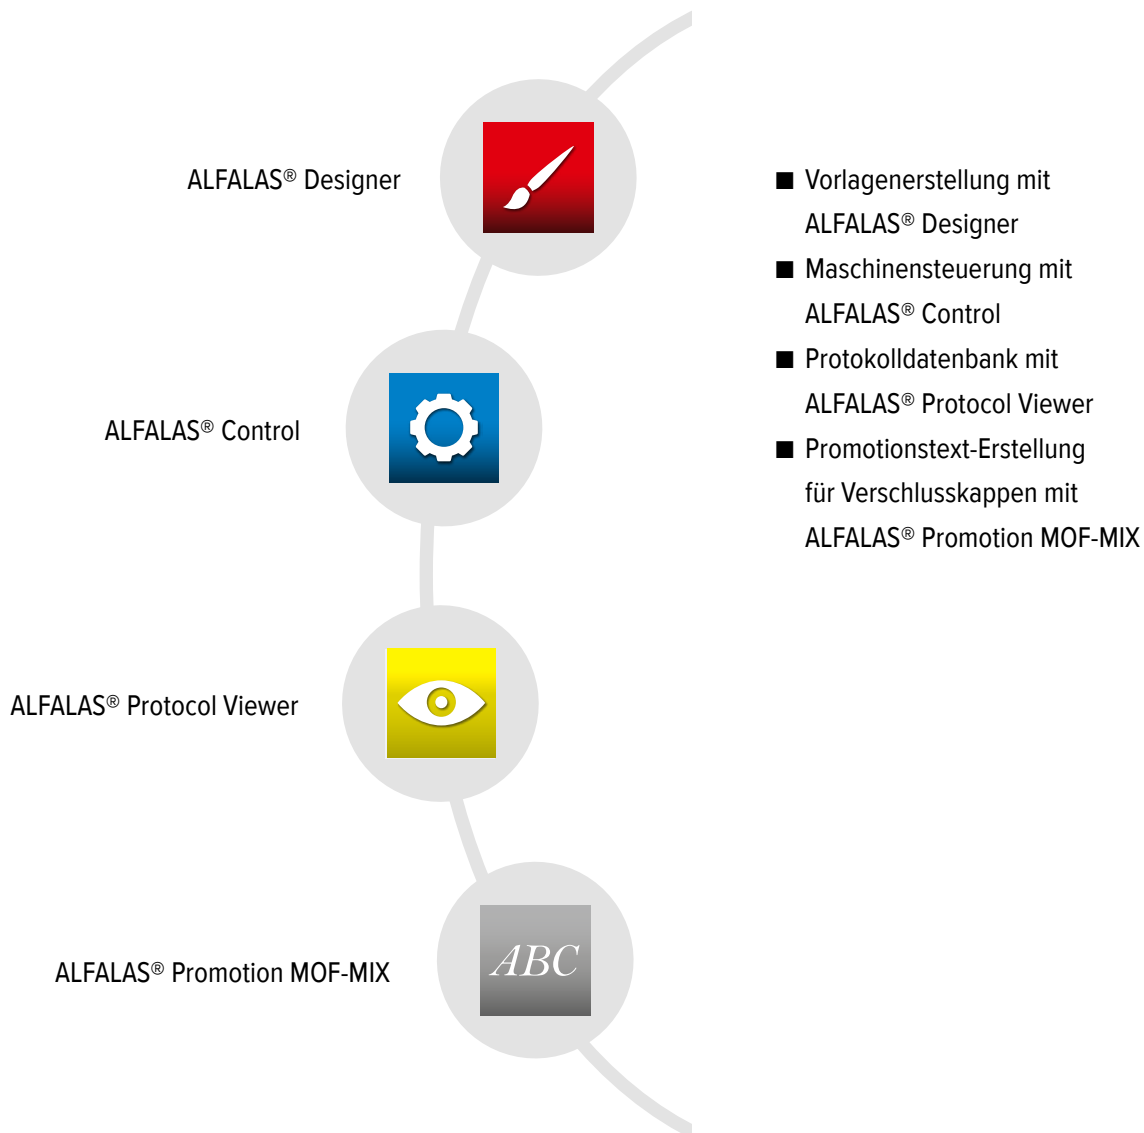 ALFALAS® Designer
ALFALAS® Control
ALFALAS® Protocol Viewer
ABC
ALFALAS® Promotion MOF-MIX
■ Vorlagenerstellung mit
ALFALAS® Designer
■ Maschinensteuerung mit
ALFALAS® Control
■ Protokolldatenbank mit
ALFALAS® Protocol Viewer
■ Promotionstext-Erstellung
für Verschlusskappen mit
ALFALAS® Promotion MOF-MIX